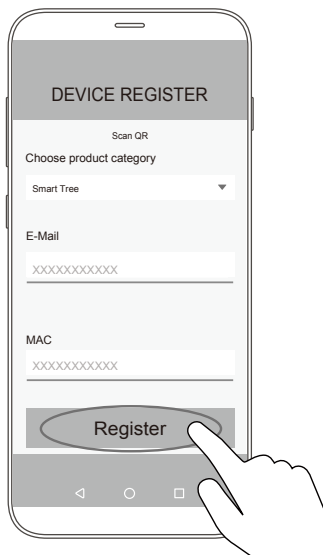 DEVICE REGISTER
Scan QR
Choose product category
Smart Tree
E-Mail
XXXXXXXXXXX
MAC
XXXXXXXXXXX
Register